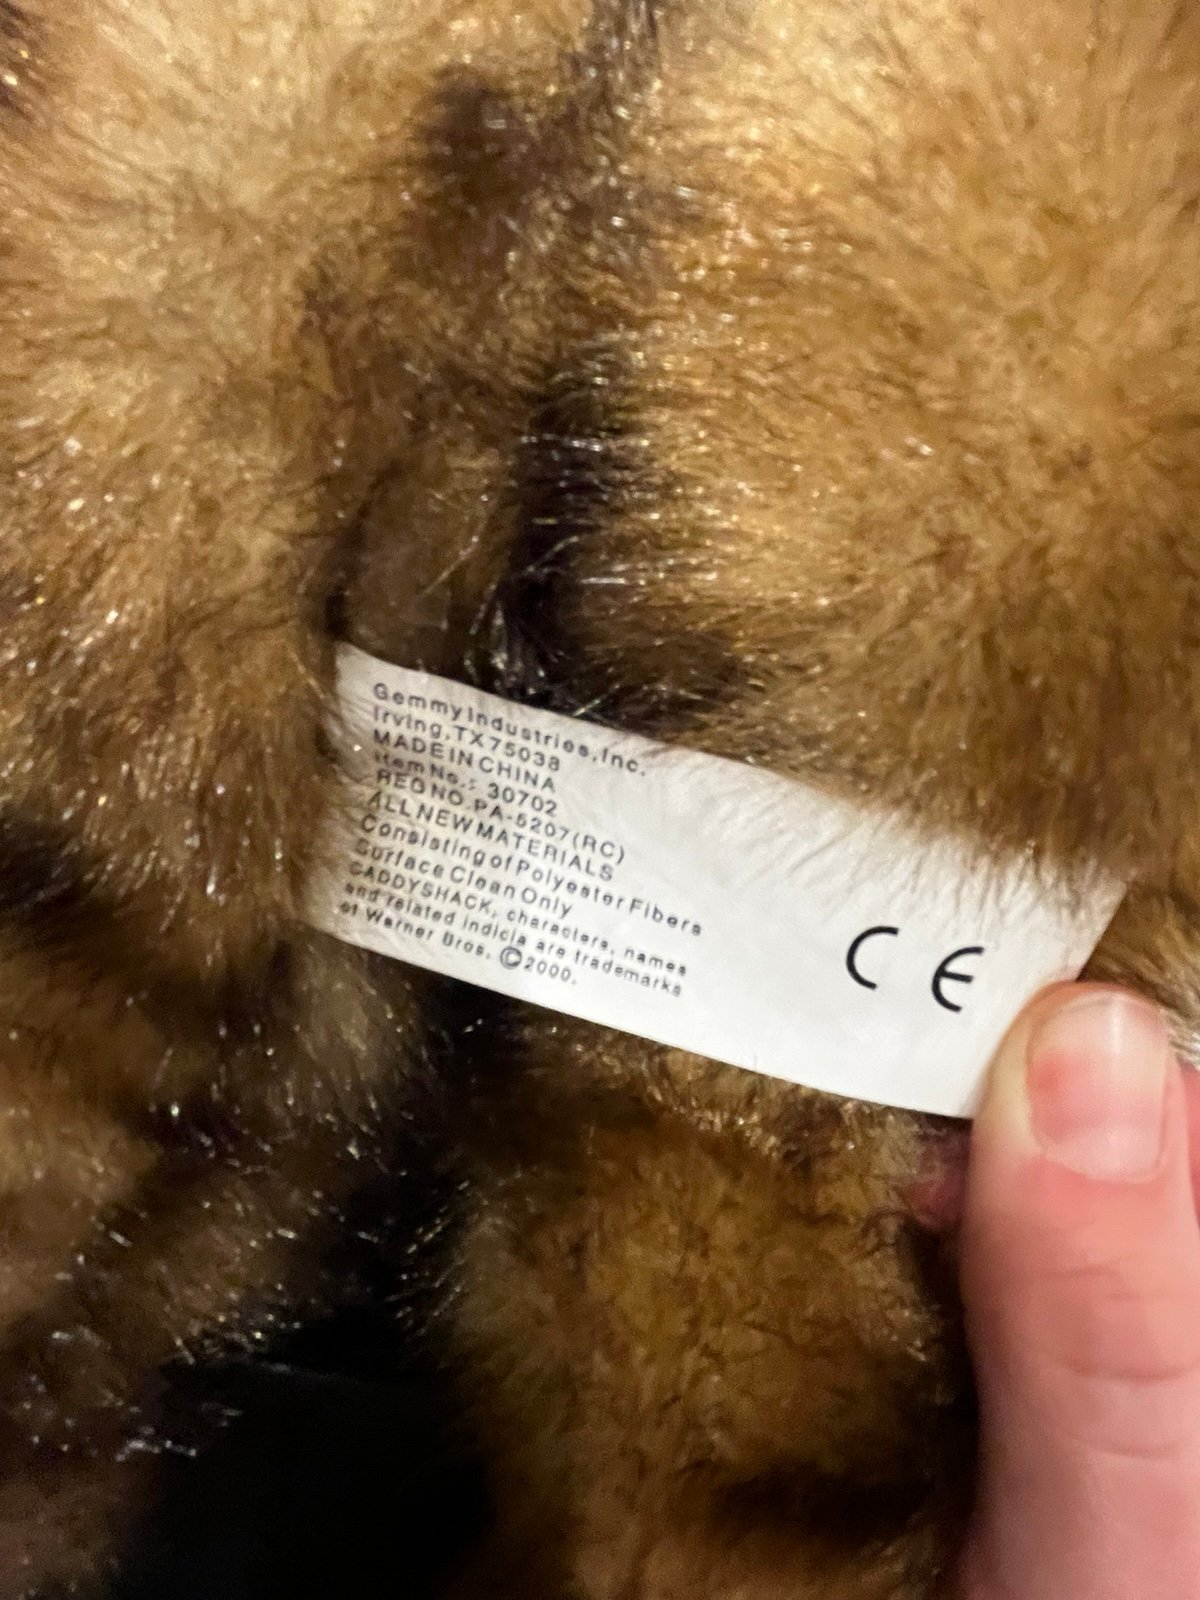 Gemmy Industries, Inc.
Irving, TX 75038
MADE IN CHINA
Item No.: 30702
REG NO. PA-5207(RC)
ALL NEW MATERIALS
Consisting of Polyester Fibers
Surface Clean Only
CADDYSHACK, characters, names
and related indicia are trademarks
of Warner Bros. ©2000.
CE